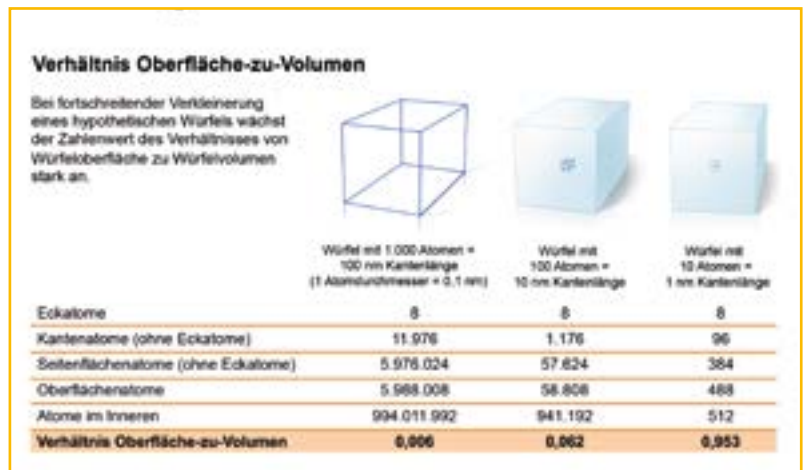 Verhältnis Oberfläche-zu-Volumen
Bei fortschreitender Verkleinerung
eines hypothetischen Würfels wächst
der Zahlenwert des Verhältnisses von
Würfeloberfläche zu Würfelvolumen
stark an.
Würfel mit 1.000 Atomen =
100 nm Kantenlänge
(1 Atomdurchmesser = 0,1 nm)
Würfel mit
100 Atomen =
10 nm Kantenlänge
Würfel mit
10 Atomen =
1 nm Kantenlänge
Eckatome 8 8 8
Kantenatome (ohne Eckatome) 11.976 1.176 96
Seitenflächenatome (ohne Eckatome) 5.976.024 57.624 384
Oberflächenatome 5.988.008 58.808 488
Atome im Inneren 994.011.992 941.192 512
Verhältnis Oberfläche-zu-Volumen 0,006 0,062 0,953